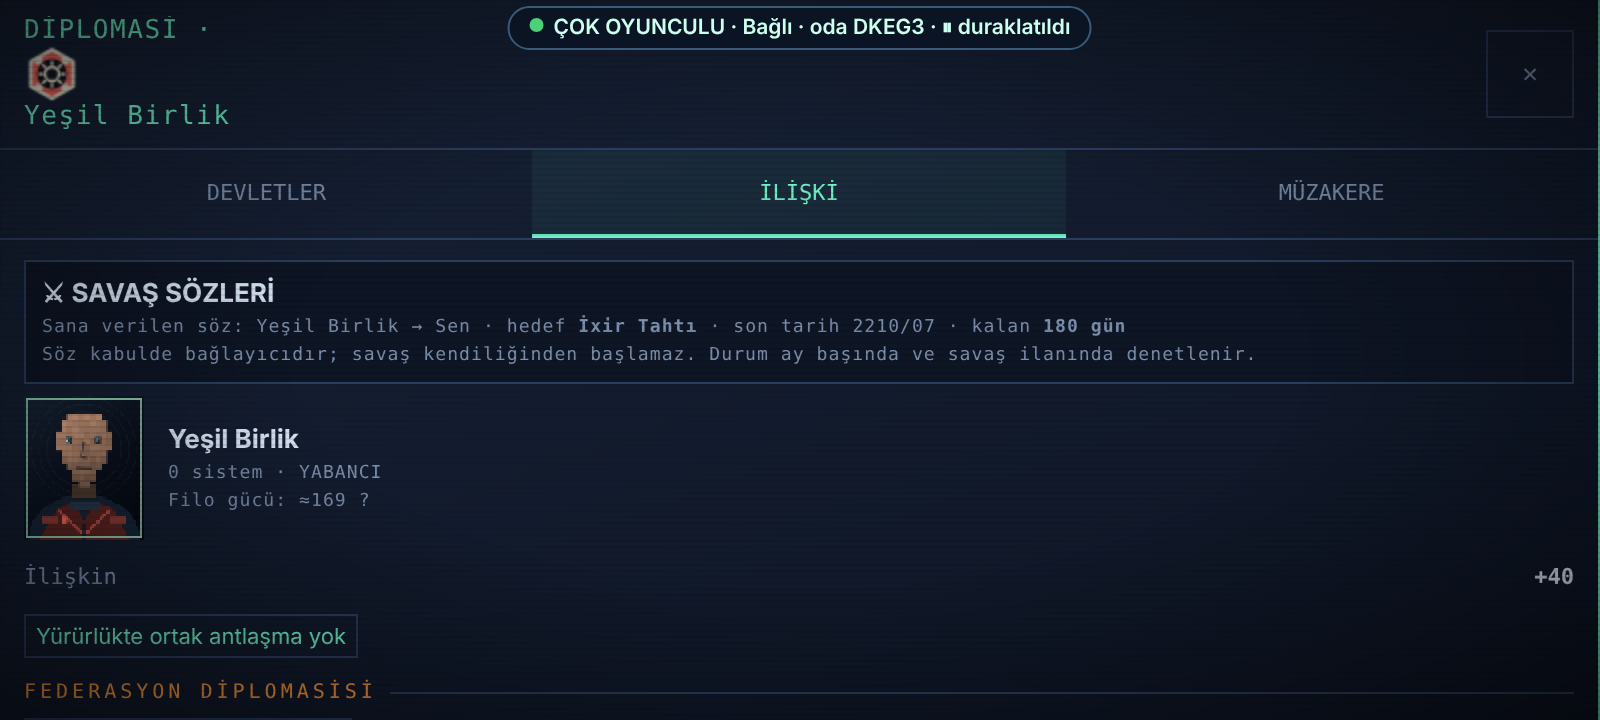 DİPLOMASİ ·
ÇOK OYUNCULU · Bağlı · oda DKEG3 · ⏸ duraklatıldı
×
Yeşil Birlik
DEVLETLER
İLİŞKİ
MÜZAKERE
⚔ SAVAŞ SÖZLERİ
Sana verilen söz: Yeşil Birlik → Sen · hedef İxir Tahtı · son tarih 2210/07 · kalan 180 gün
Söz kabulde bağlayıcıdır; savaş kendiliğinden başlamaz. Durum ay başında ve savaş ilanında denetlenir.
Yeşil Birlik
0 sistem · YABANCI
Filo gücü: ≈169 ?
İlişkin +40
Yürürlükte ortak antlaşma yok
FEDERASYON DİPLOMASİSİ